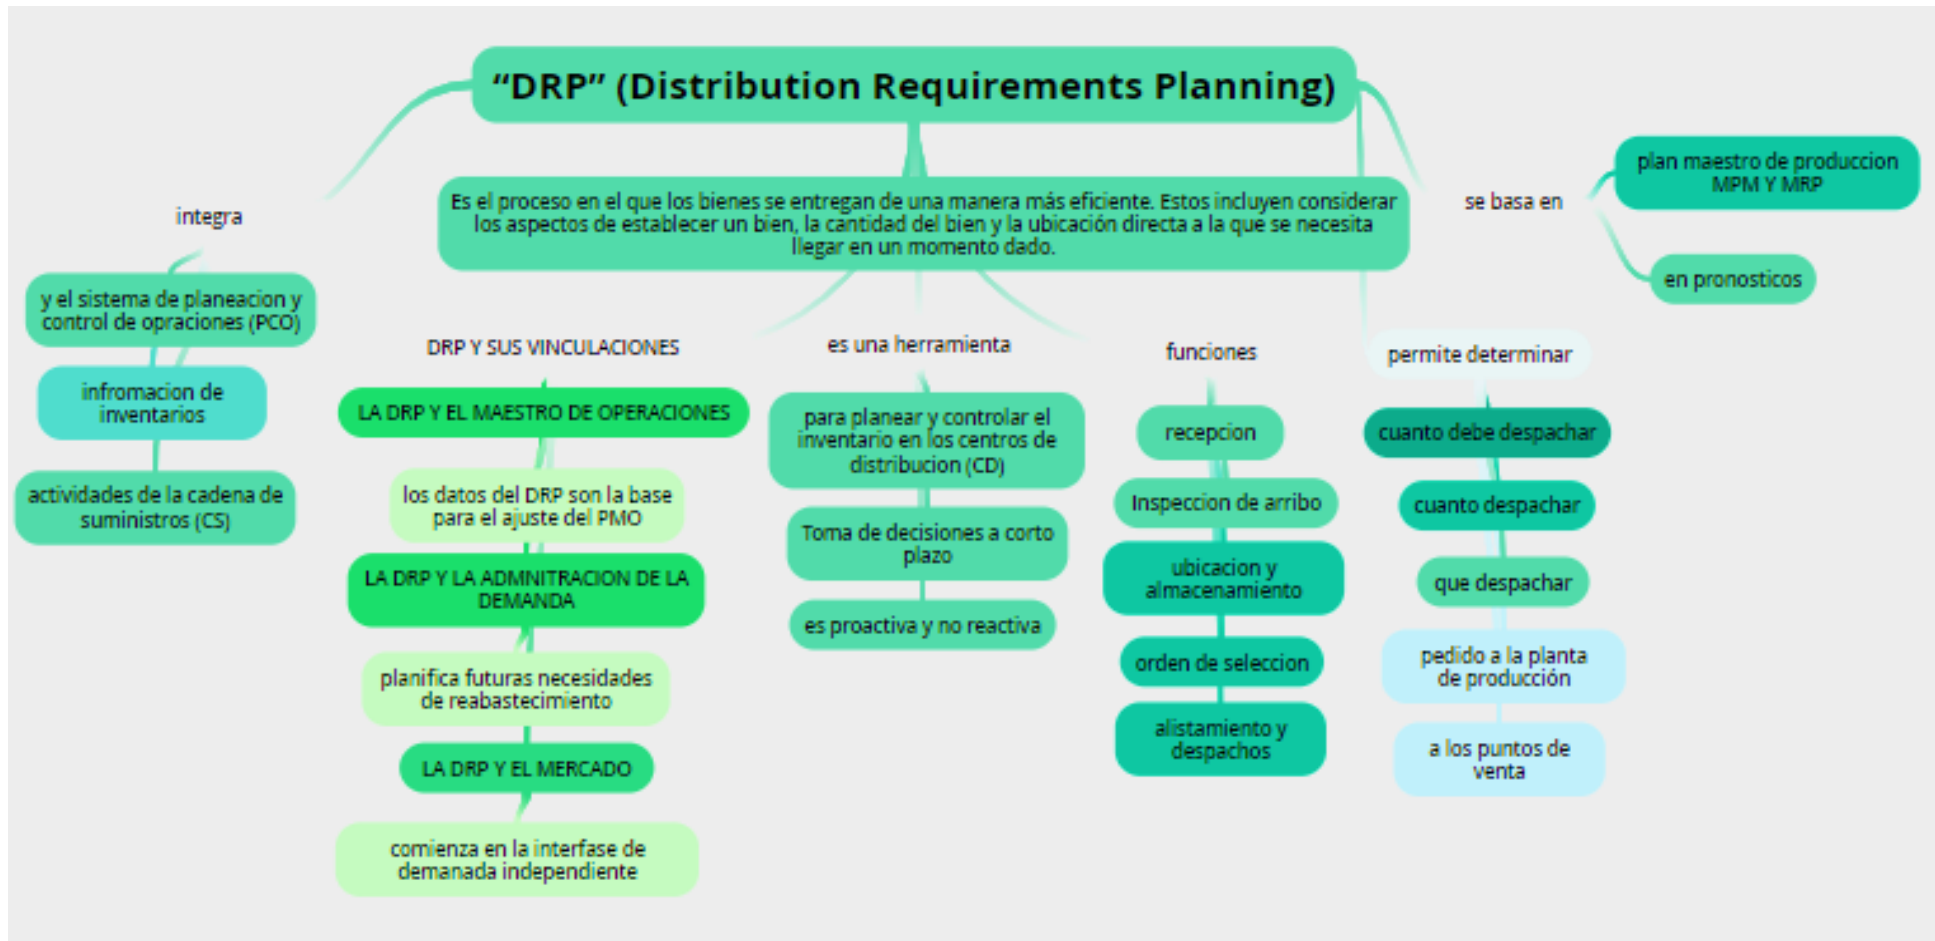 “DRP” (Distribution Requirements Planning)
Es el proceso en el que los bienes se entregan de una manera más eficiente. Estos incluyen considerar
los aspectos de establecer un bien, la cantidad del bien y la ubicación directa a la que se necesita
llegar en un momento dado.
integra
y el sistema de planeacion y
control de opraciones (PCO)
infromacion de
inventarios
actividades de la cadena de
suministros (CS)
DRP Y SUS VINCULACIONES
LA DRP Y EL MAESTRO DE OPERACIONES
los datos del DRP son la base
para el ajuste del PMO
LA DRP Y LA ADMNITRACION DE LA
DEMANDA
planifica futuras necesidades
de reabastecimiento
LA DRP Y EL MERCADO
comienza en la interfase de
demanada independiente
es una herramienta
para planear y controlar el
inventario en los centros de
distribucion (CD)
Toma de decisiones a corto
plazo
es proactiva y no reactiva
funciones
recepcion
Inspeccion de arribo
ubicacion y
almacenamiento
orden de seleccion
alistamiento y
despachos
permite determinar
cuanto debe despachar
cuanto despachar
que despachar
pedido a la planta
de producción
a los puntos de
venta
se basa en
plan maestro de produccion
MPM Y MRP
en pronosticos